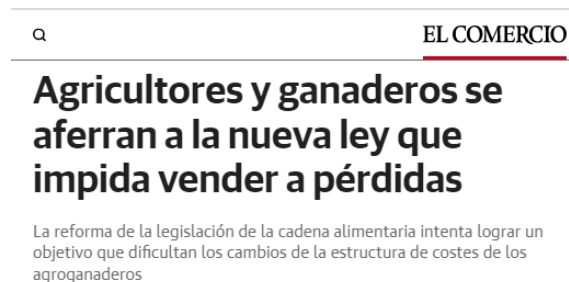 EL COMERCIO
Agricultores y ganaderos se
aferran a la nueva ley que
impida vender a pérdidas
La reforma de la legislación de la cadena alimentaria intenta lograr un
objetivo que dificultan los cambios de la estructura de costes de los
agroganaderos